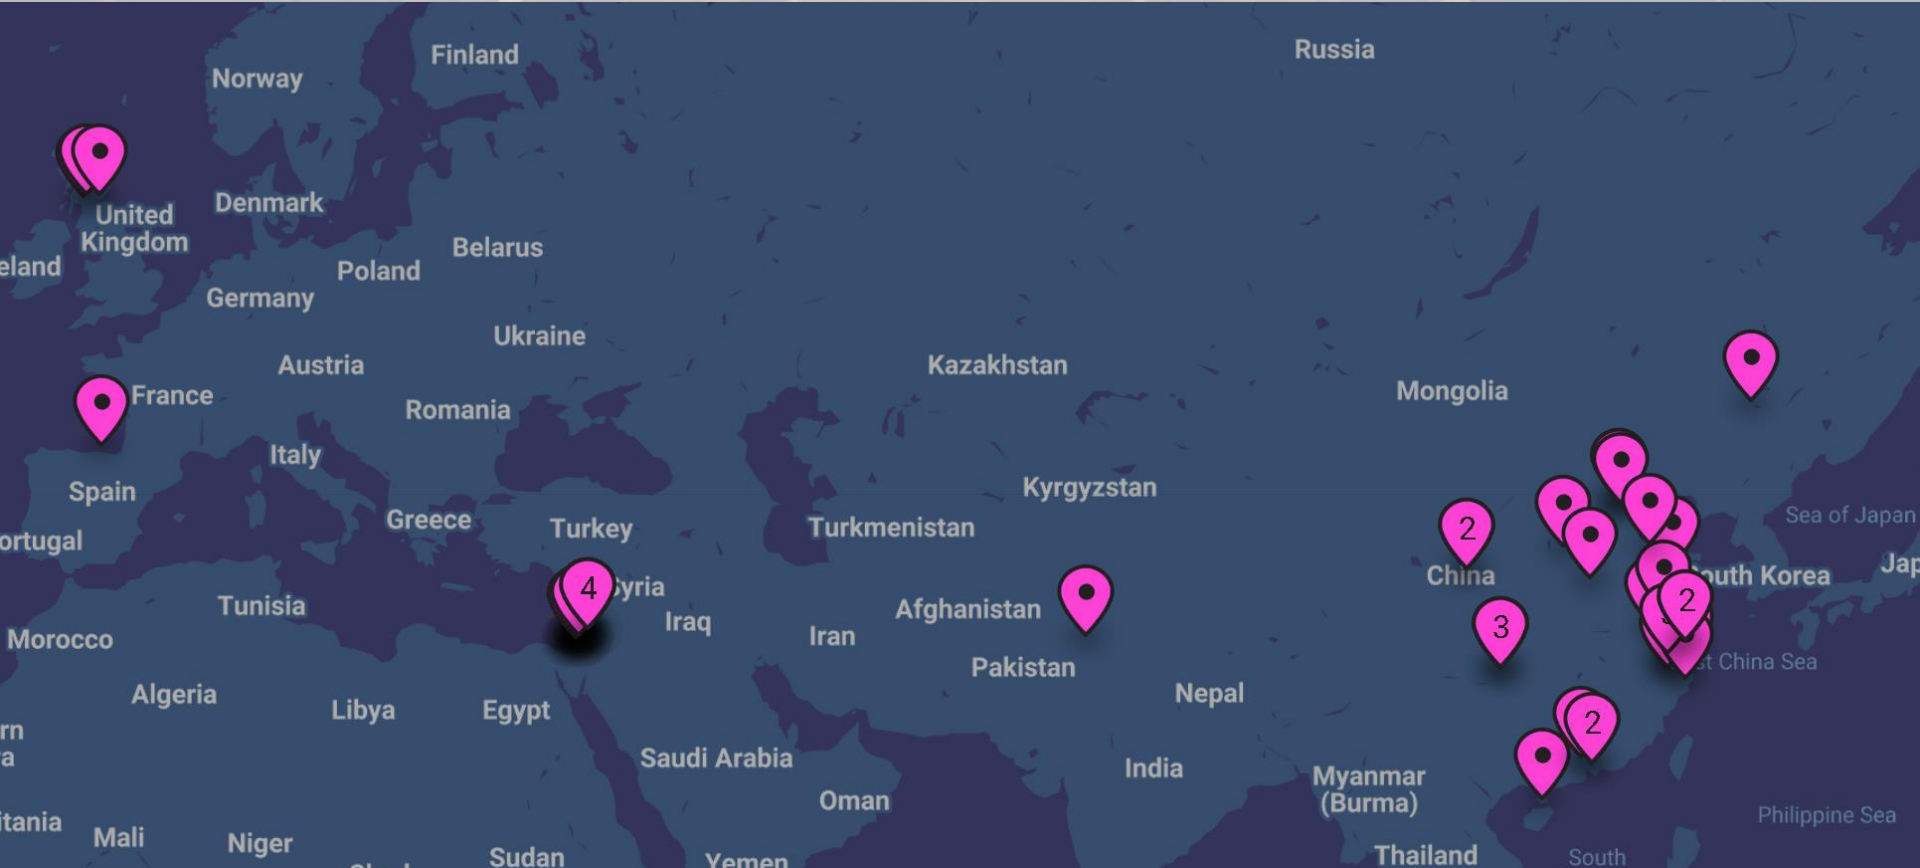 Finland
Russia
Norway
United
Kingdom
Denmark
Belarus
eland
Poland
Germany
Ukraine
Austria
Kazakhstan
Mongolia
France
Romania
Italy
Kyrgyzstan
Spain
Greece
Turkey
Turkmenistan
Sea of Japan
ortugal
2
China
outh Korea
Jap
4
yria
Tunisia
Iraq
Afghanistan
2
Morocco
Iran
3
Pakistan
st China Sea
Algeria
Nepal
Libya
Egypt
rn
a
2
Saudi Arabia
India
Myanmar
(Burma)
Oman
Philippine Sea
itania
Mali
Niger
Sudan
Yemen
Thailand
South